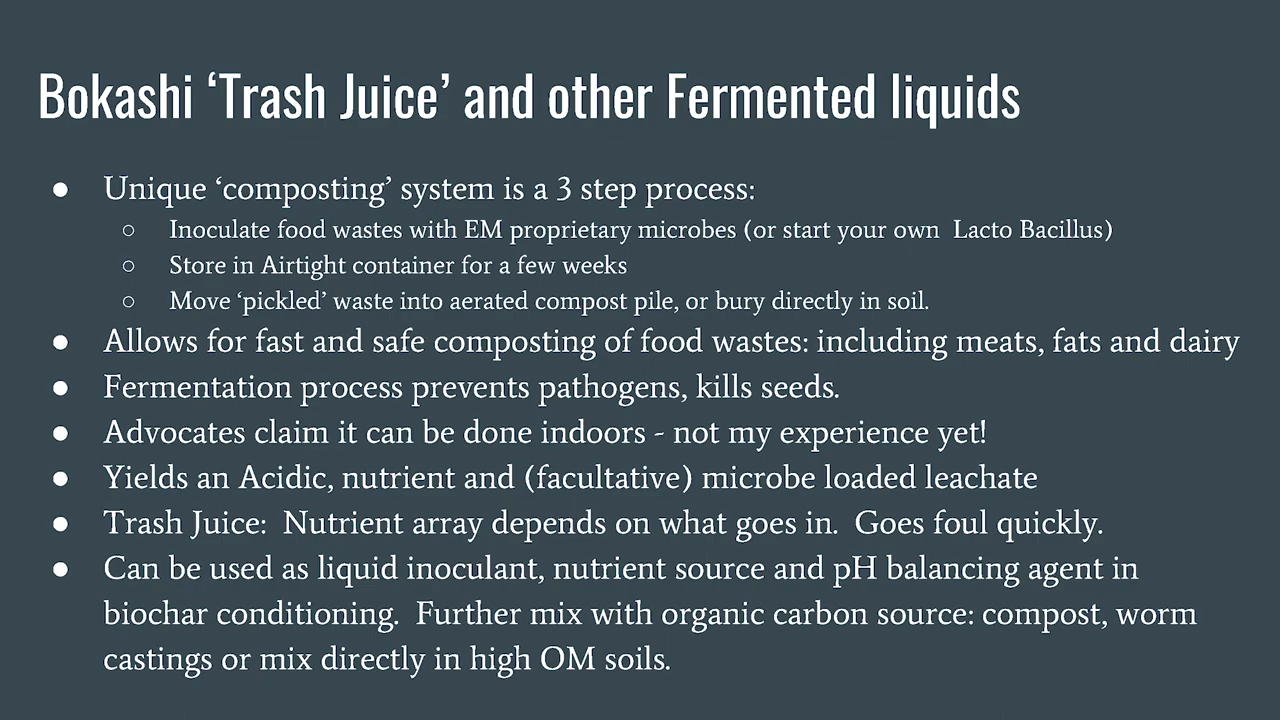 Bokashi ‘Trash Juice’ and other Fermented liquids
● Unique ‘composting’ system is a 3 step process:
○ Inoculate food wastes with EM proprietary microbes (or start your own  Lacto Bacillus)
○ Store in Airtight container for a few weeks
○ Move ‘pickled’ waste into aerated compost pile, or bury directly in soil.
● Allows for fast and safe composting of food wastes: including meats, fats and dairy
● Fermentation process prevents pathogens, kills seeds.
● Advocates claim it can be done indoors - not my experience yet!
● Yields an Acidic, nutrient and (facultative) microbe loaded leachate
● Trash Juice:  Nutrient array depends on what goes in.  Goes foul quickly.
● Can be used as liquid inoculant, nutrient source and pH balancing agent in
biochar conditioning.  Further mix with organic carbon source: compost, worm
castings or mix directly in high OM soils.